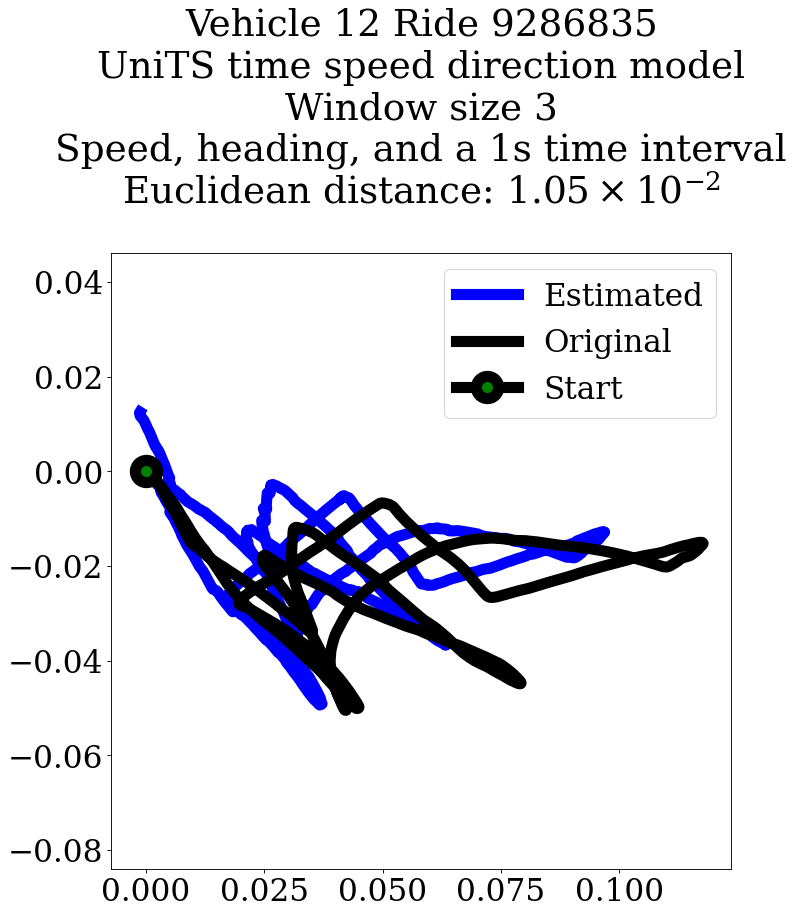 Vehicle 12 Ride 9286835
UniTS time speed direction model
Window size 3
Speed, heading, and a 1s time interval
Euclidean distance: 1.05 × 10⁻²
Estimated
Original
Start
0.04
0.02
0.00
−0.02
−0.04
−0.06
−0.08
0.000 0.025 0.050 0.075 0.100